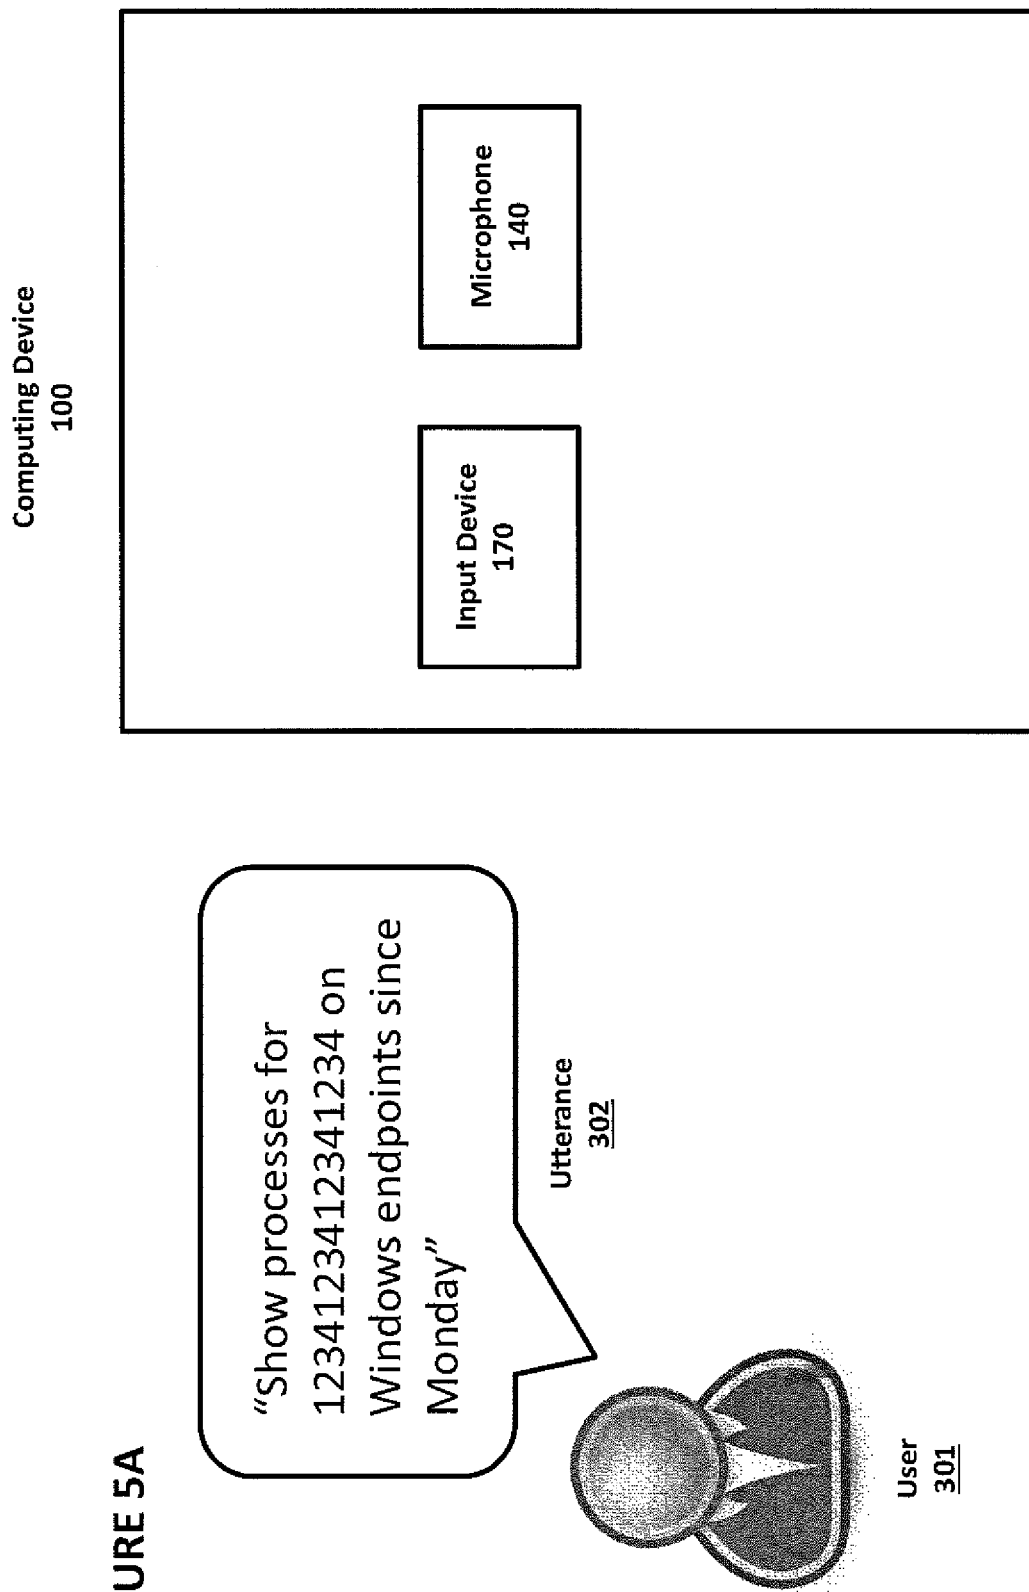 URE 5A
"Show processes for
1234123412341234 on
Windows endpoints since
Monday"
Utterance
302
User
301
Computing Device
100
Input Device
170
Microphone
140